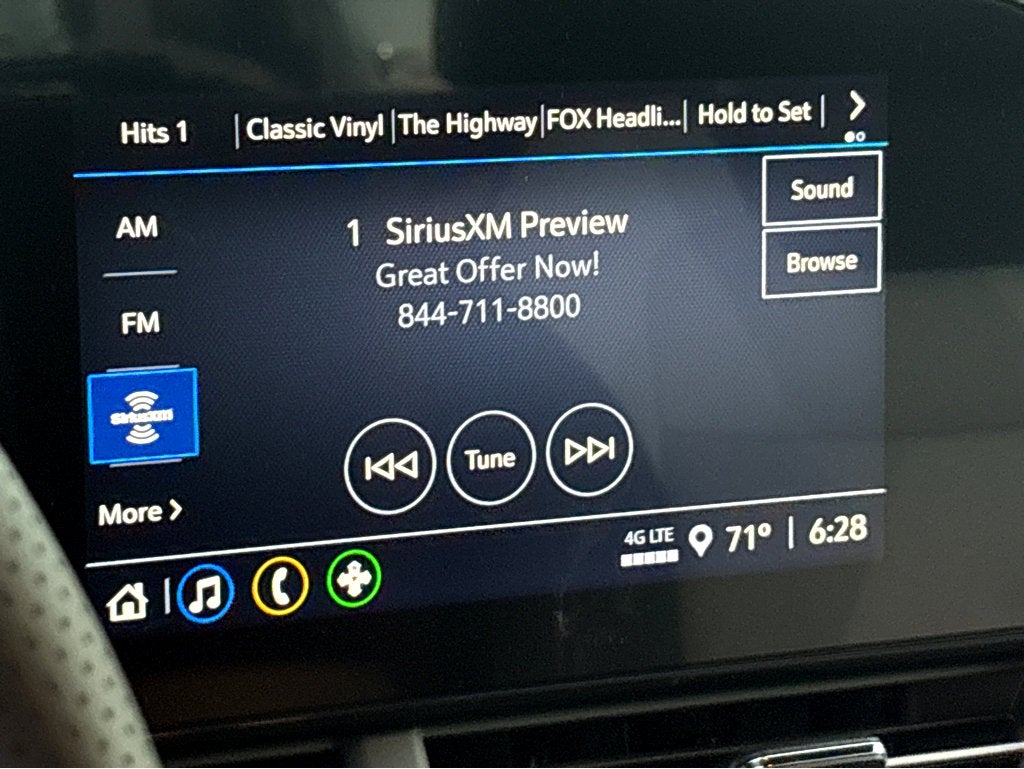 Hits 1 | Classic Vinyl | The Highway | FOX Headli... | Hold to Set |
Sound
AM
1 SiriusXM Preview
Browse
Great Offer Now!
844-711-8800
FM
SiriusXM
Tune
More >
4G LTE 71° | 6:28